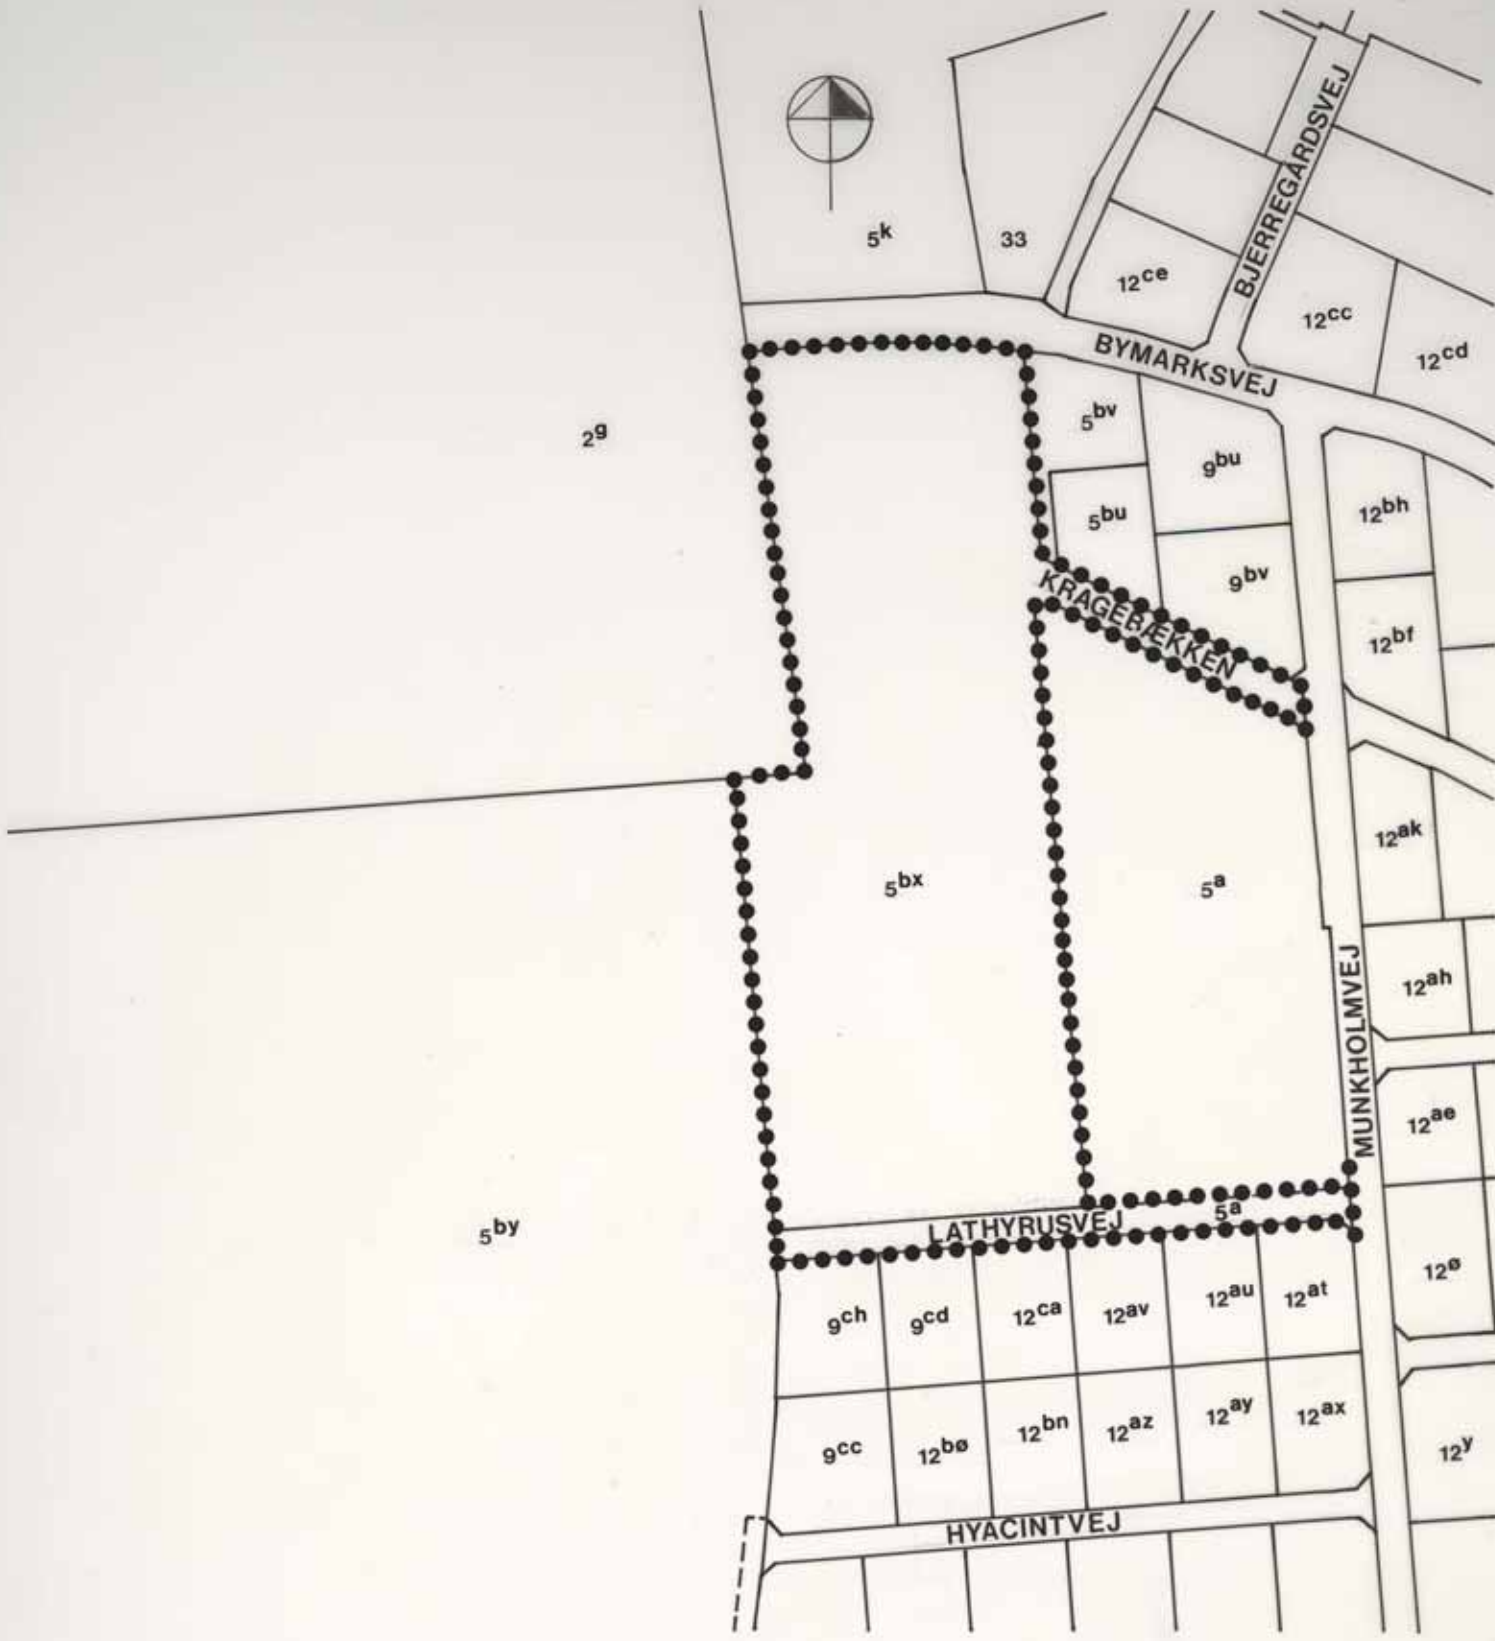 BJERREGÅRDSVEJ
5k
33
12ce
12cc
12cd
BYMARKSVEJ
2g
5bv
9bu
5bu
12bh
9bv
KRAGEBÆKKEN
12bf
12ak
5bx
5a
12ah
MUNKHOLMVEJ
12ae
5by
LATHYRUSVEJ
5a
12ø
9ch
9cd
12ca
12av
12au
12at
9cc
12bø
12bn
12az
12ay
12ax
12y
HYACINTVEJ